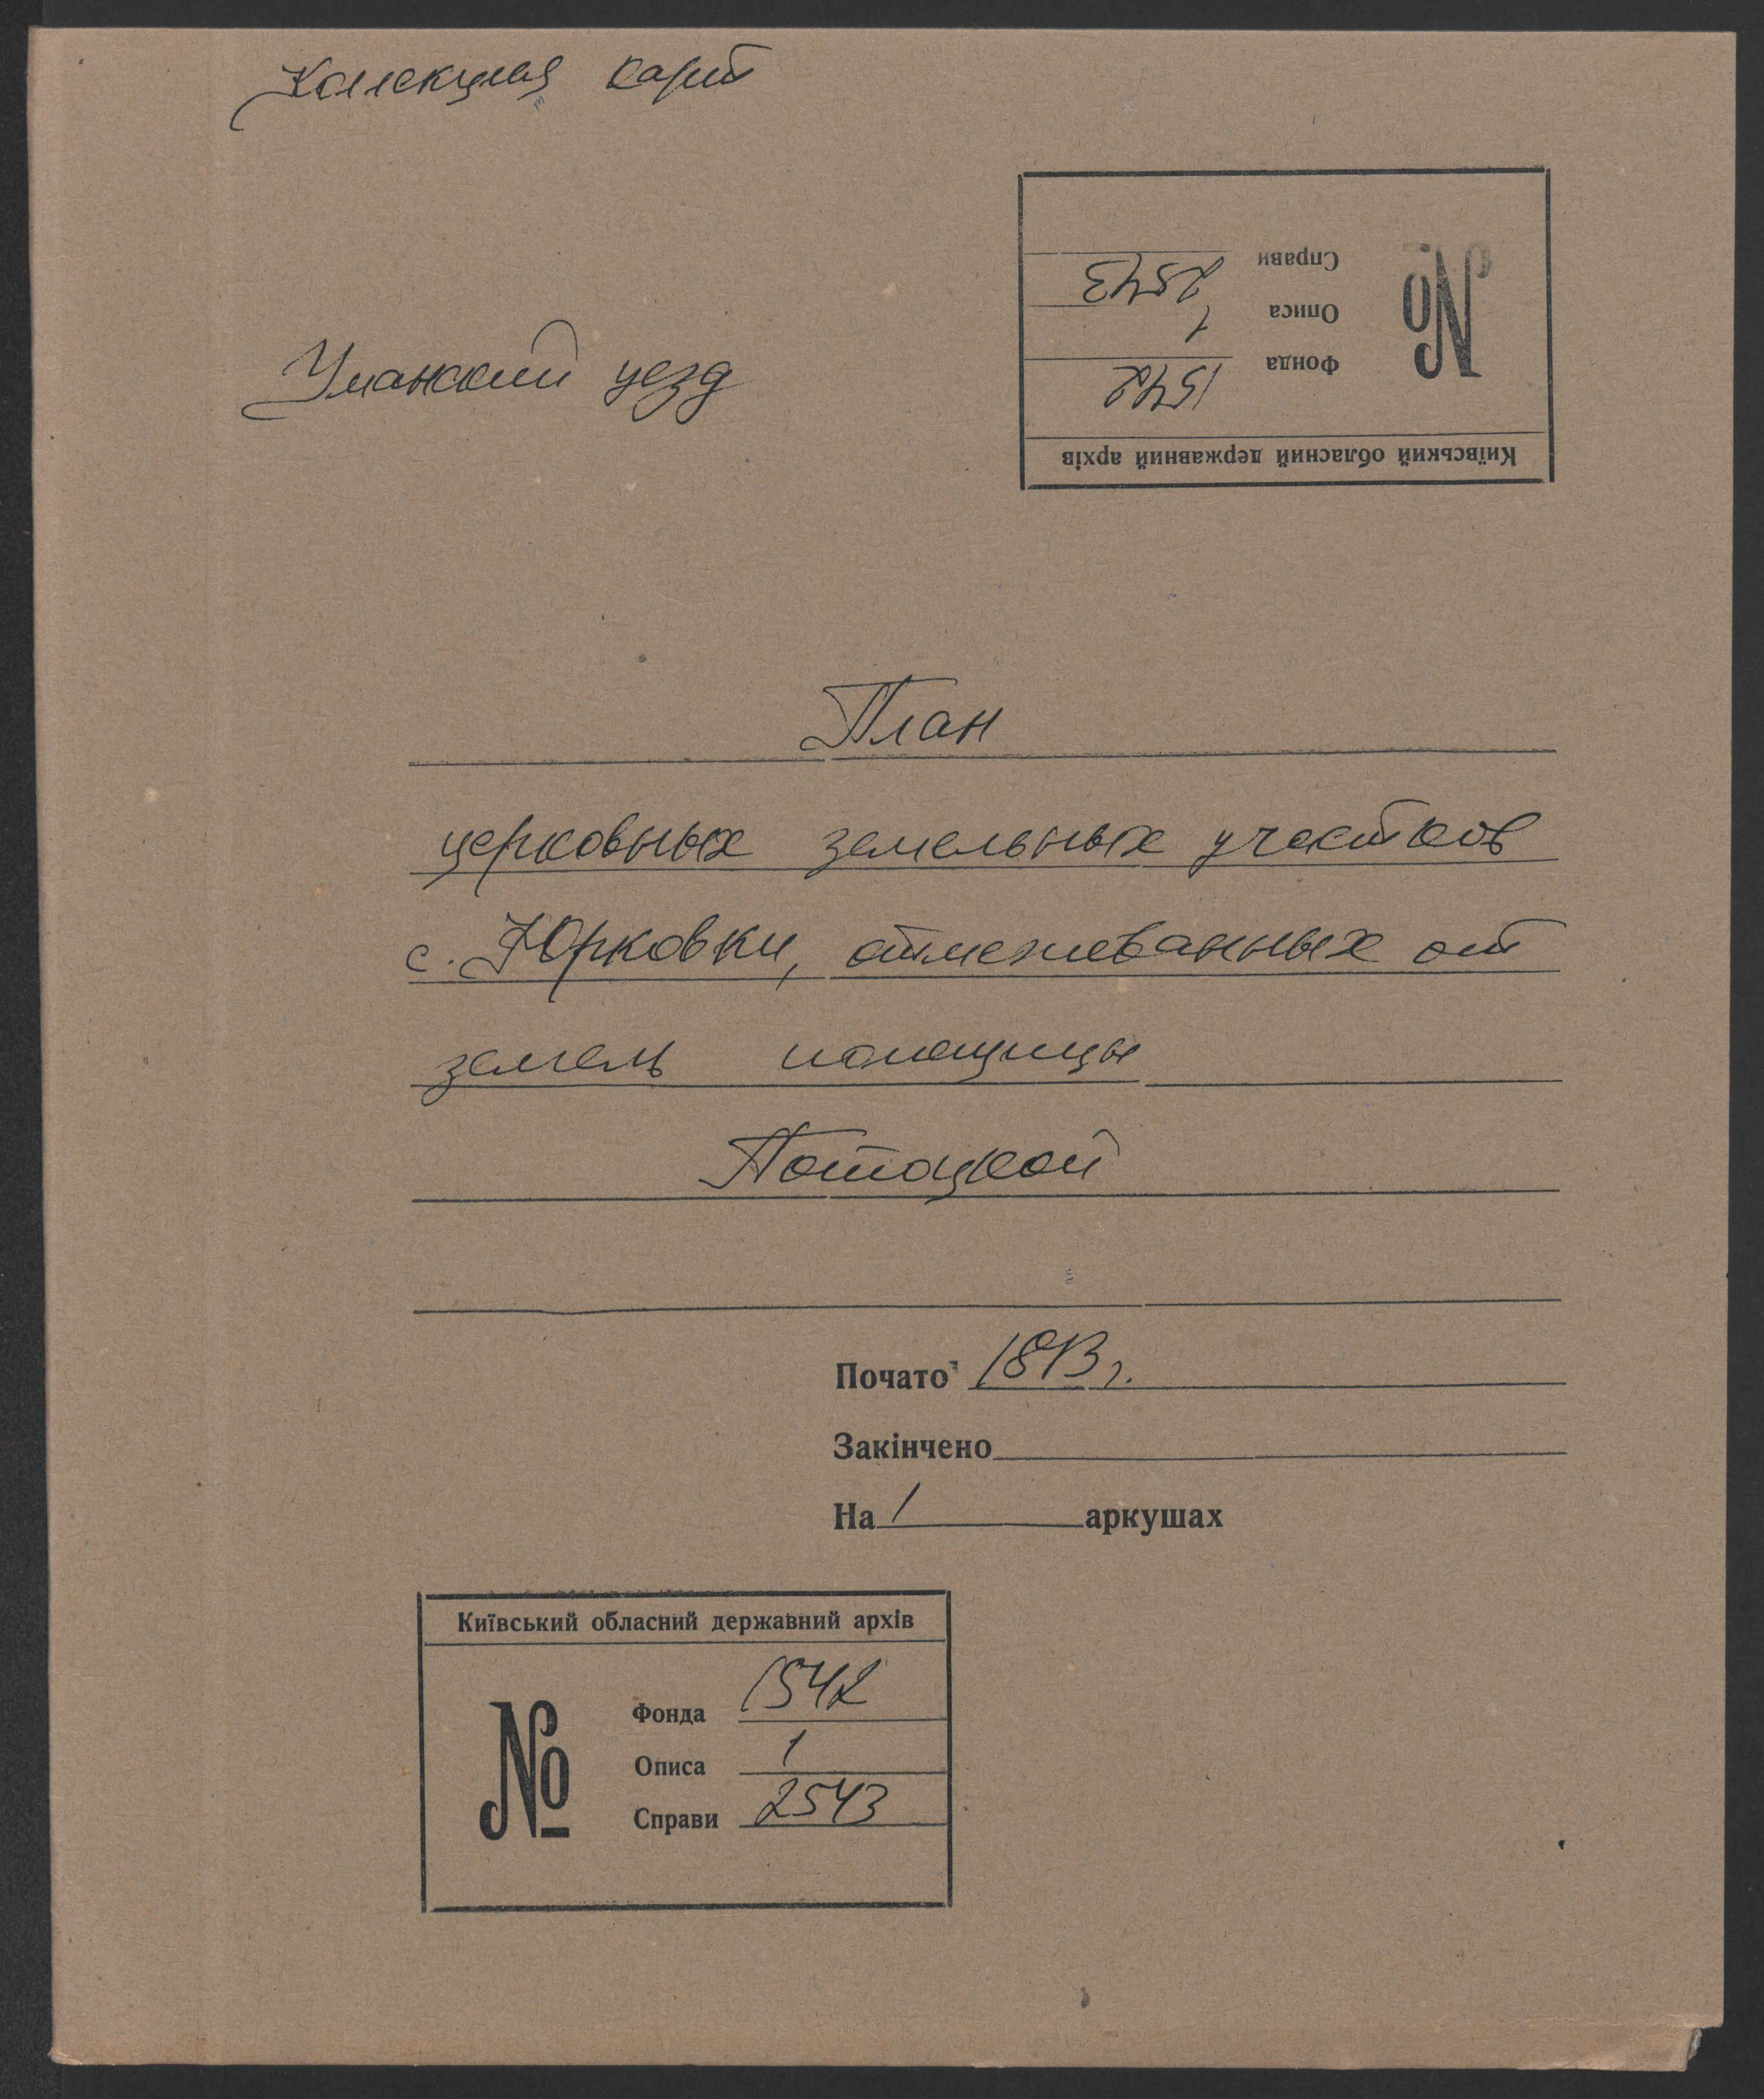 Коллекция карт
Київський обласний державний архів
№
Фонда 1542
Описа 1
Справи 2543
Уманский уезд
План
церковных земельных участков
с. Юрковки, отмежеванных от
земель помещицы
Потоцкой
Почато 1813 г.
Закінчено
На 1 аркушах
Київський обласний державний архів
№
Фонда 1542
Описа 1
Справи 2543